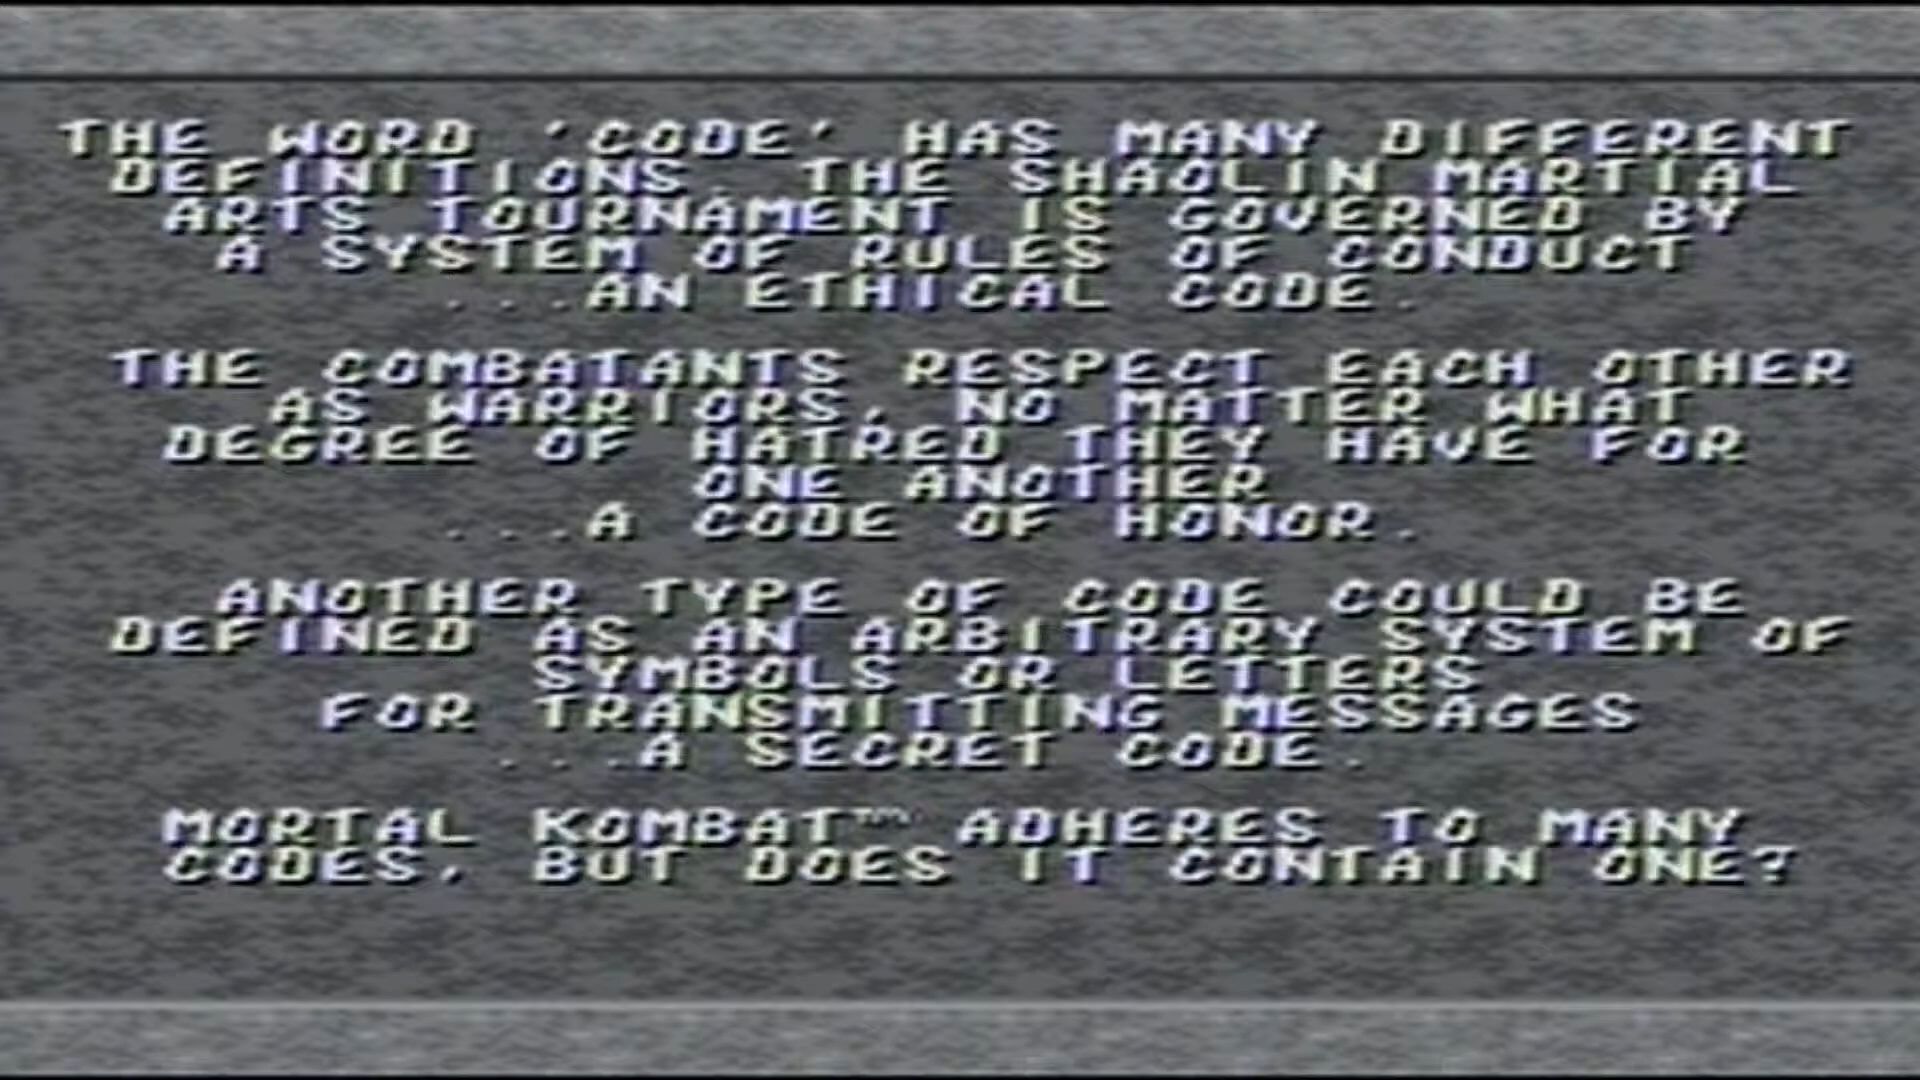 THE WORD 'CODE' HAS MANY DIFFERENT
DEFINITIONS. THE SHAOLIN MARTIAL
ARTS TOURNAMENT IS GOVERNED BY
A SYSTEM OF RULES OF CONDUCT
...AN ETHICAL CODE.
THE COMBATANTS RESPECT EACH OTHER
AS WARRIORS, NO MATTER WHAT
DEGREE OF HATRED THEY HAVE FOR
ONE ANOTHER
...A CODE OF HONOR.
ANOTHER TYPE OF CODE COULD BE
DEFINED AS AN ARBITRARY SYSTEM OF
SYMBOLS OR LETTERS
FOR TRANSMITTING MESSAGES
...A SECRET CODE.
MORTAL KOMBAT™ ADHERES TO MANY
CODES, BUT DOES IT CONTAIN ONE?